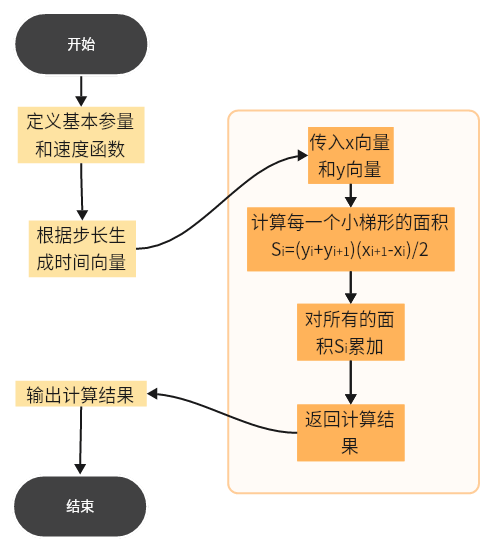 开始
定义基本参量
和速度函数
根据步长生
成时间向量
传入x向量
和y向量
计算每一个小梯形的面积
Si=(yi+yi+1)(xi+1-xi)/2
对所有的面
积Si累加
返回计算结
果
输出计算结果
结束